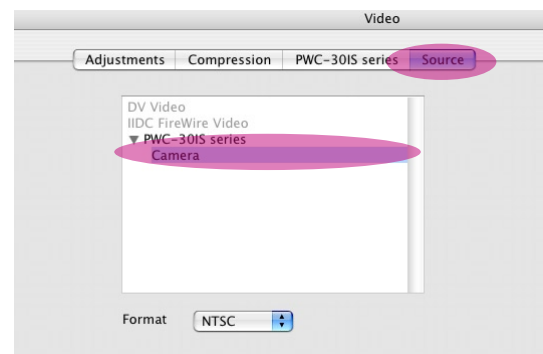 Video
Adjustments Compression PWC-30IS series Source
DV Video
IIDC FireWire Video
PWC-30IS series
Camera
Format NTSC